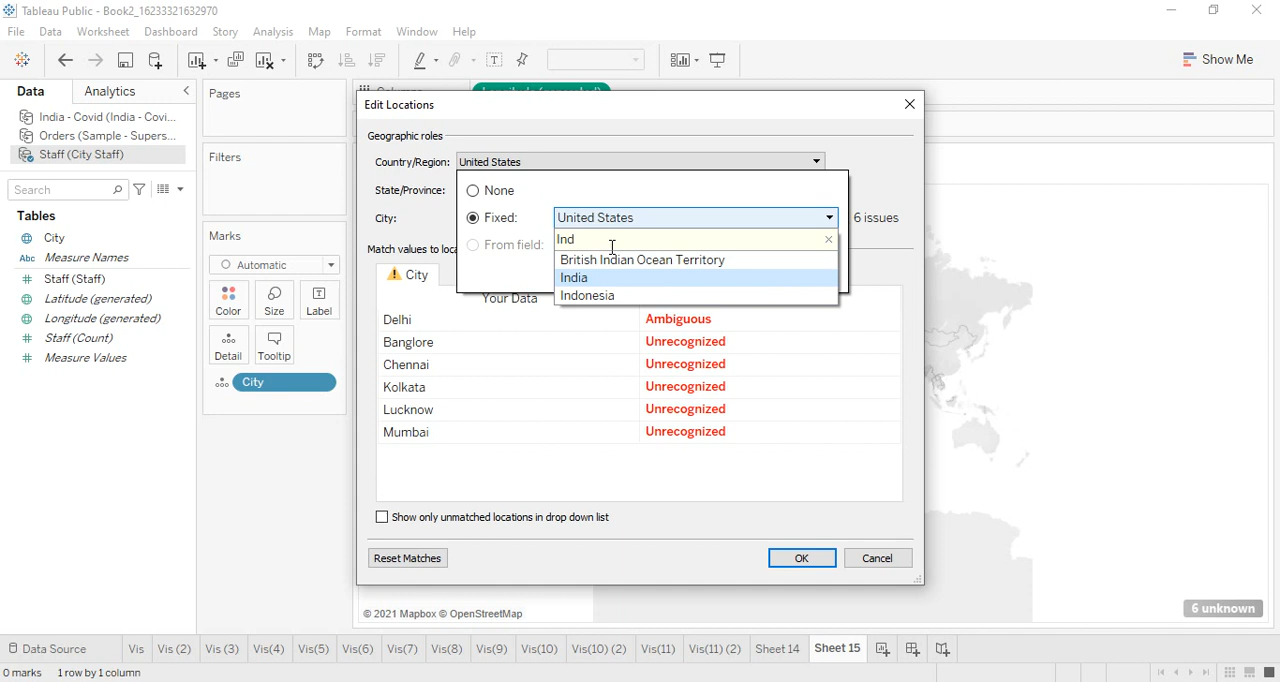 Tableau Public - Book2_16233321632970
File Data Worksheet Dashboard Story Analysis Map Format Window Help
Show Me
Data Analytics
India - Covid (India - Covi...
Orders (Sample - Supers...
Staff (City Staff)
Search
Tables
City
Abc Measure Names
Staff (Staff)
Latitude (generated)
Longitude (generated)
Staff (Count)
Measure Values
Pages
Filters
Marks
Automatic
Color Size Label
Detail Tooltip
City
Edit Locations
Geographic roles
Country/Region: United States
State/Province:
City:
6 issues
None
Fixed: United States
From field:
Ind
British Indian Ocean Territory
India
Indonesia
Match values to loca
City
Your Data
Delhi Ambiguous
Banglore Unrecognized
Chennai Unrecognized
Kolkata Unrecognized
Lucknow Unrecognized
Mumbai Unrecognized
Show only unmatched locations in drop down list
Reset Matches OK Cancel
© 2021 Mapbox © OpenStreetMap
6 unknown
Data Source Vis Vis (2) Vis (3) Vis(4) Vis(5) Vis(6) Vis(7) Vis(8) Vis(9) Vis(10) Vis(10) (2) Vis(11) Vis(11) (2) Sheet 14 Sheet 15
0 marks 1 row by 1 column